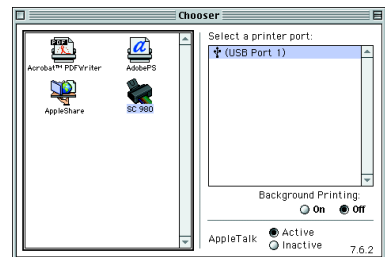 Chooser
Select a printer port:
(USB Port 1)
Acrobat™ PDFWriter
AdobePS
AppleShare
SC 980
Background Printing:
On Off
AppleTalk
Active
Inactive
7.6.2